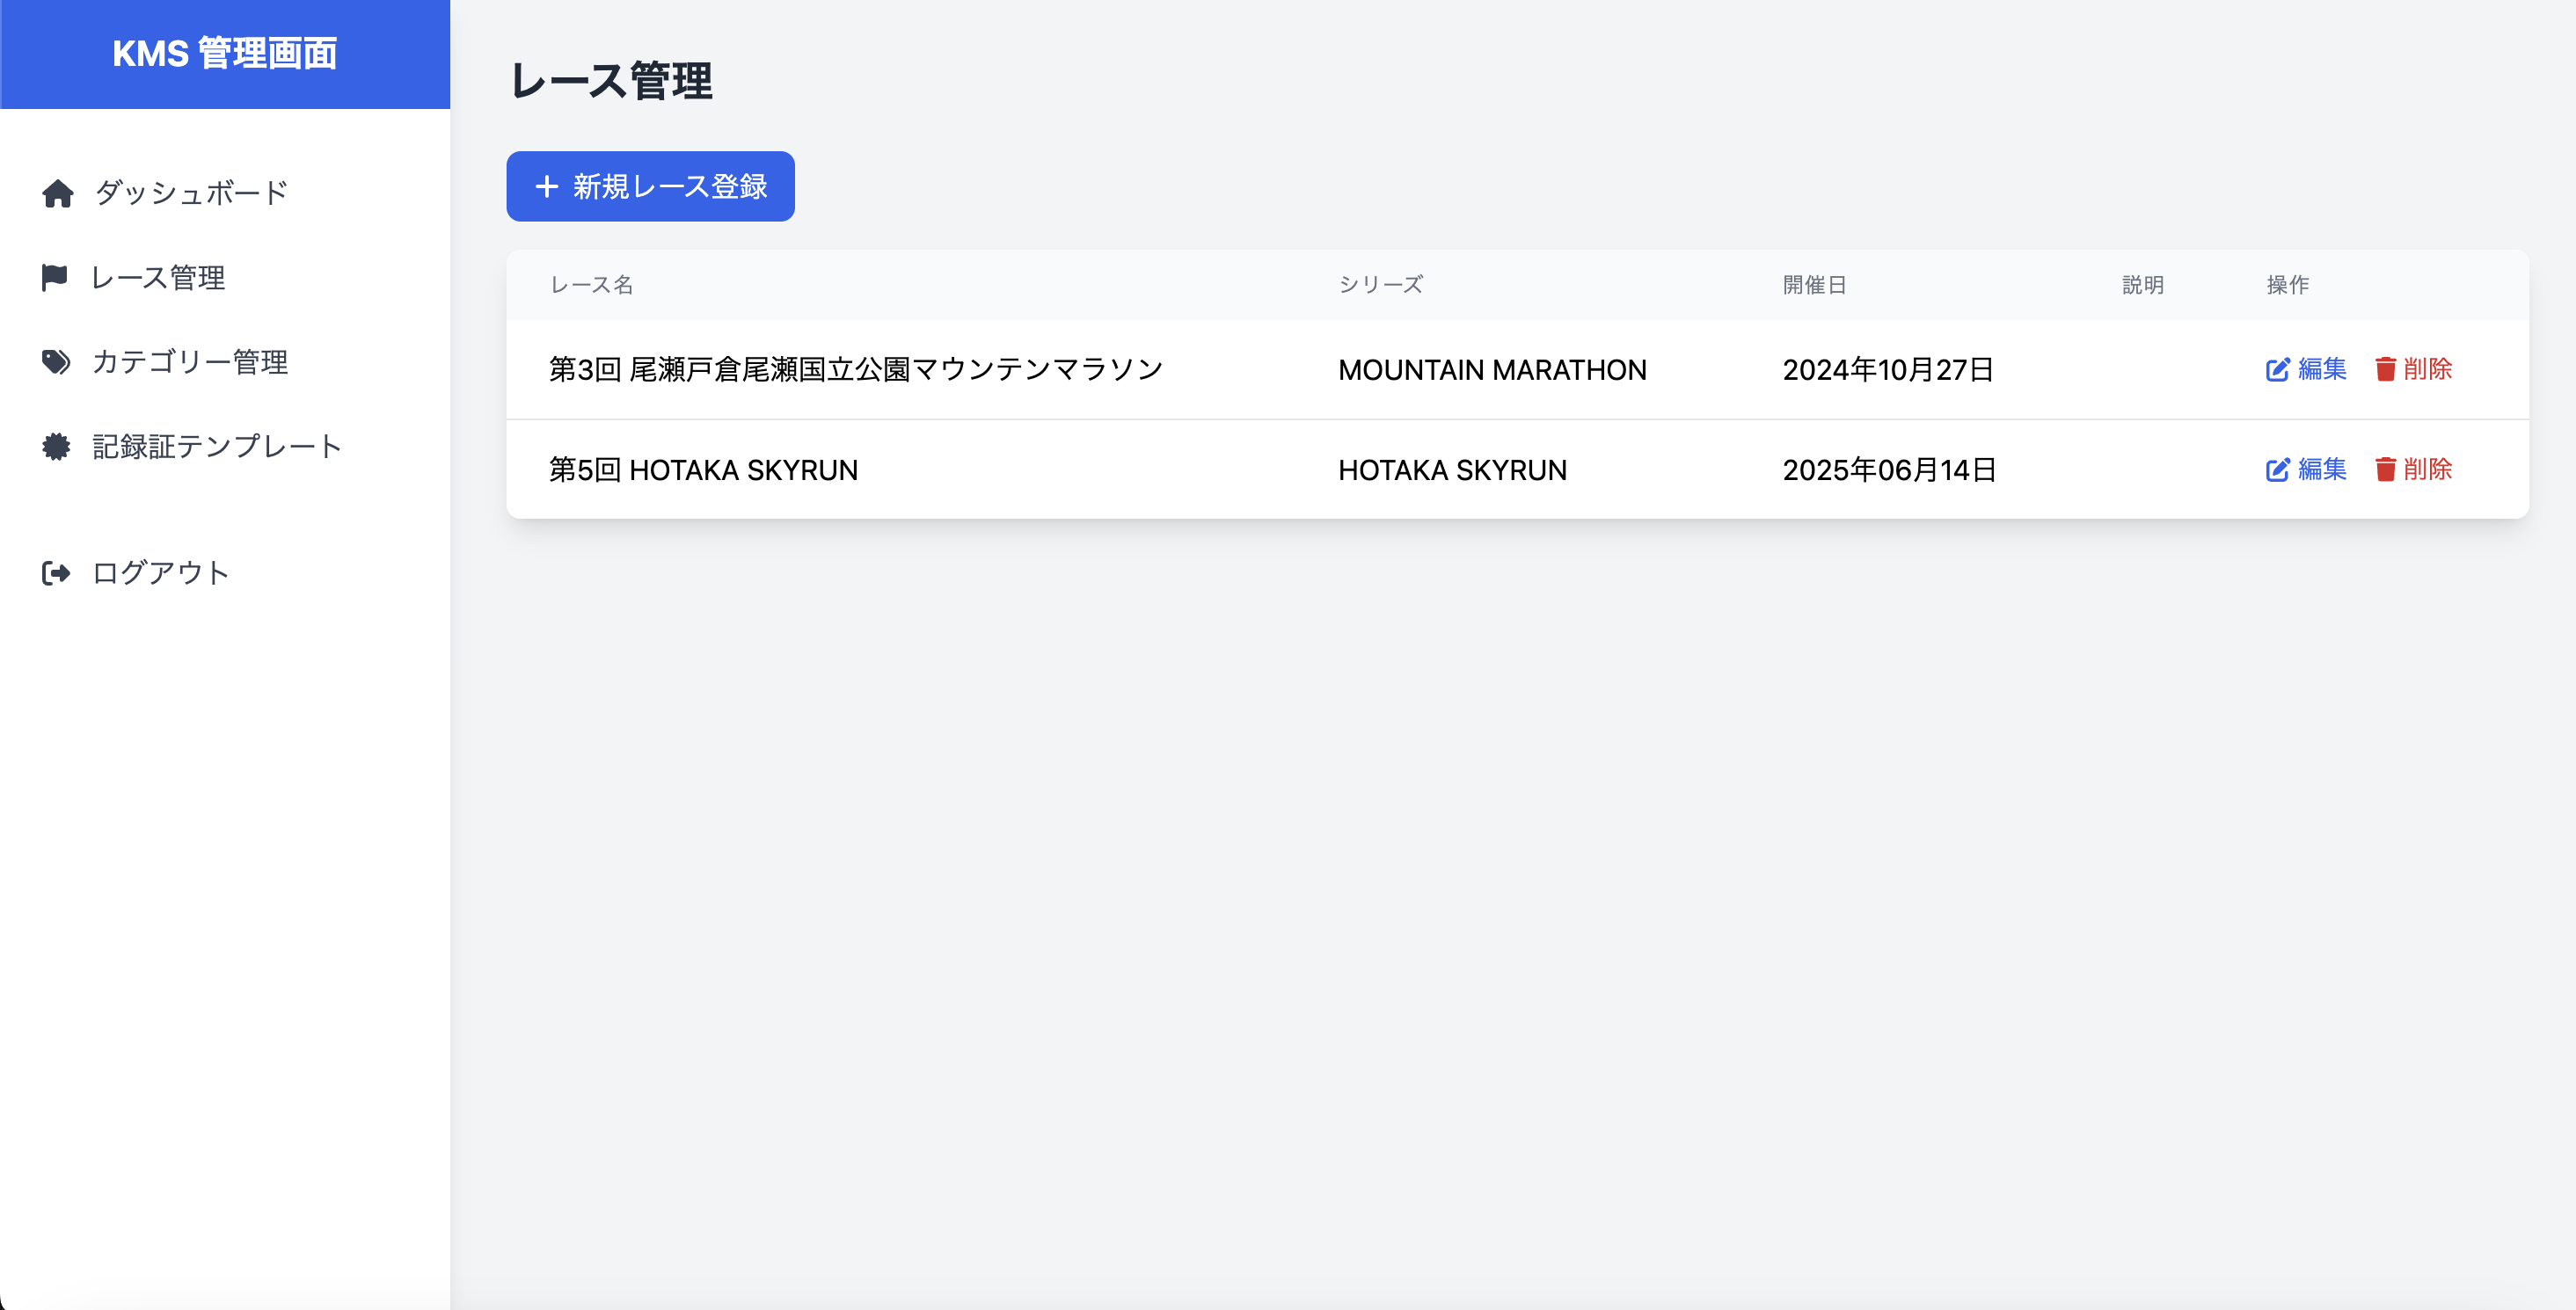 KMS 管理画面
ダッシュボード
レース管理
カテゴリー管理
記録証テンプレート
ログアウト
レース管理
+ 新規レース登録
レース名 シリーズ 開催日 説明 操作
第3回 尾瀬戸倉尾瀬国立公園マウンテンマラソン MOUNTAIN MARATHON 2024年10月27日 編集 削除
第5回 HOTAKA SKYRUN HOTAKA SKYRUN 2025年06月14日 編集 削除